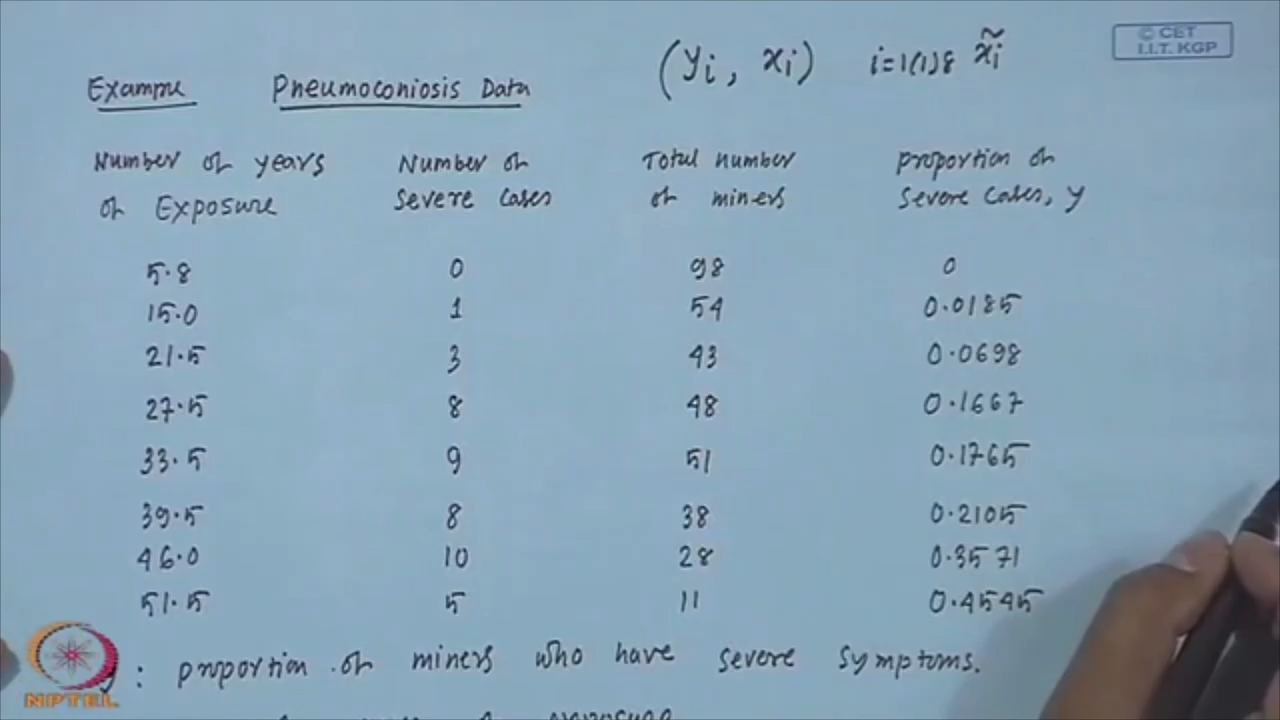 (yi, xi) i=1(1)8 x̃i
© CET
I.I.T. KGP
Example Pneumoconiosis Data
Number of years of Exposure
Number of Severe Cases
Total number of miners
proportion of Severe Cases, y
5.8 0 98 0
15.0 1 54 0.0185
21.5 3 43 0.0698
27.5 8 48 0.1667
33.5 9 51 0.1765
39.5 8 38 0.2105
46.0 10 28 0.3571
51.5 5 11 0.4545
: proportion of miners who have severe symptoms.
NPTEL